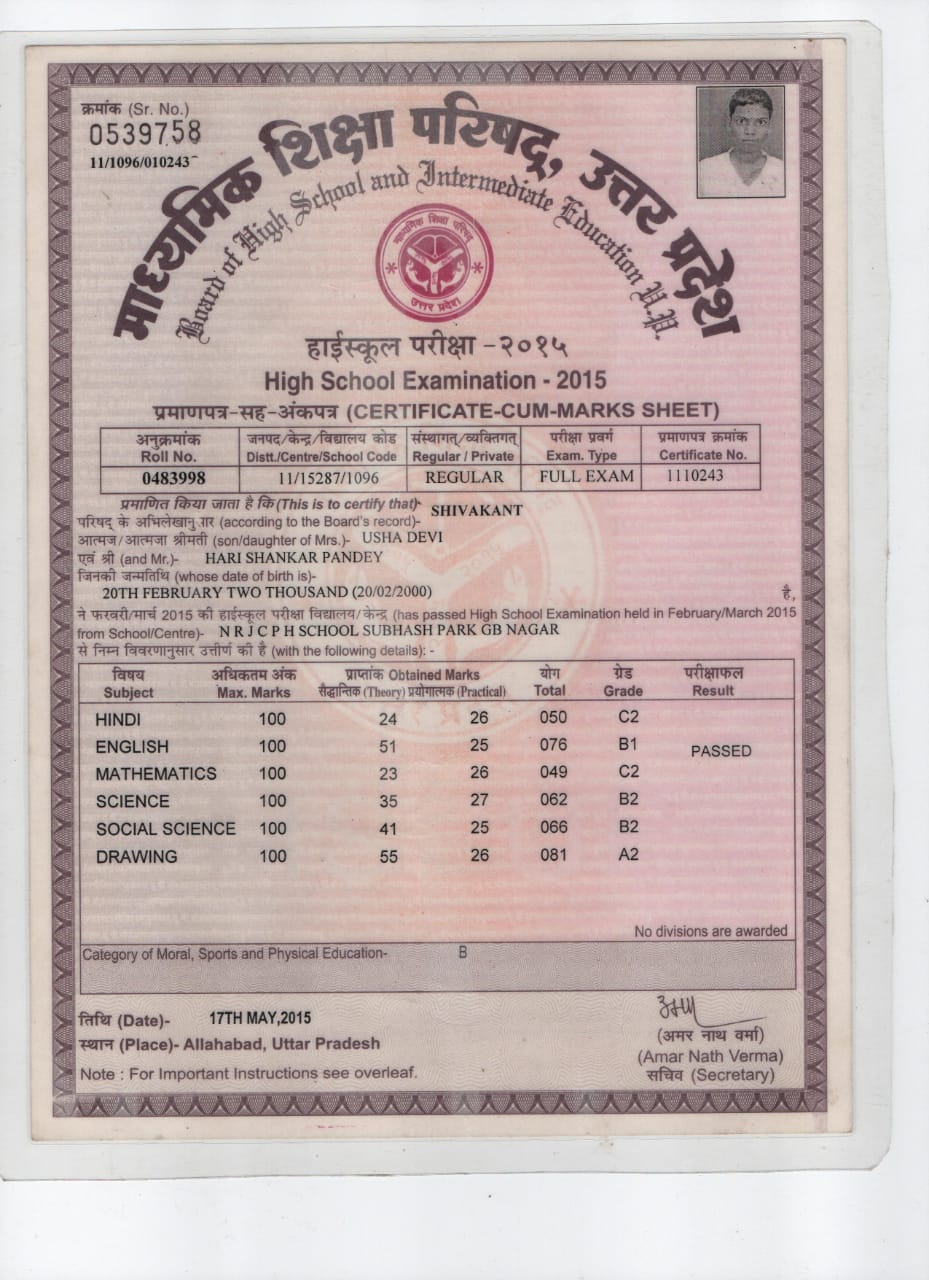 क्रमांक (Sr. No.)
0539758
11/1096/010243
माध्यमिक शिक्षा परिषद्, उत्तर प्रदेश
Board of High School and Intermediate Education U.P.
माध्यमिक शिक्षा परिषद्
उत्तर प्रदेश
हाईस्कूल परीक्षा -२०१५
High School Examination - 2015
प्रमाणपत्र-सह-अंकपत्र (CERTIFICATE-CUM-MARKS SHEET)
अनुक्रमांक जनपद/केन्द्र/विद्यालय कोड संस्थागत/व्यक्तिगत् परीक्षा प्रवर्ग प्रमाणपत्र क्रमांक
Roll No. Distt./Centre/School Code Regular / Private Exam. Type Certificate No.
0483998 11/15287/1096 REGULAR FULL EXAM 1110243
प्रमाणित किया जाता है कि (This is to certify that)- SHIVAKANT
परिषद् के अभिलेखानुसार (according to the Board's record)-
आत्मज/आत्मजा श्रीमती (son/daughter of Mrs.)- USHA DEVI
एवं श्री (and Mr.)- HARI SHANKAR PANDEY
जिनकी जन्मतिथि (whose date of birth is)-
20TH FEBRUARY TWO THOUSAND (20/02/2000) है,
ने फरवरी/मार्च 2015 की हाईस्कूल परीक्षा विद्यालय/केन्द्र (has passed High School Examination held in February/March 2015
from School/Centre)- N R J C P H SCHOOL SUBHASH PARK GB NAGAR
से निम्न विवरणानुसार उत्तीर्ण की है (with the following details): -
विषय अधिकतम अंक प्राप्तांक Obtained Marks योग ग्रेड परीक्षाफल
Subject Max. Marks सैद्धान्तिक (Theory) प्रयोगात्मक (Practical) Total Grade Result
HINDI 100 24 26 050 C2
ENGLISH 100 51 25 076 B1 PASSED
MATHEMATICS 100 23 26 049 C2
SCIENCE 100 35 27 062 B2
SOCIAL SCIENCE 100 41 25 066 B2
DRAWING 100 55 26 081 A2
No divisions are awarded
Category of Moral, Sports and Physical Education- B
तिथि (Date)- 17TH MAY,2015
स्थान (Place)- Allahabad, Uttar Pradesh
Note : For Important Instructions see overleaf.
अमर
(अमर नाथ वर्मा)
(Amar Nath Verma)
सचिव (Secretary)